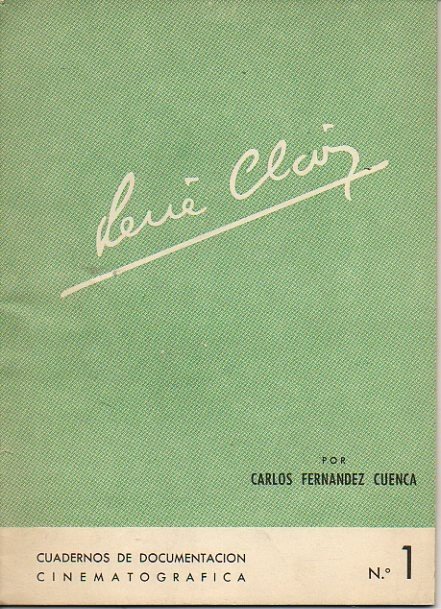 René Clair
POR
CARLOS FERNANDEZ CUENCA
CUADERNOS DE DOCUMENTACION
CINEMATOGRAFICA
N.º 1